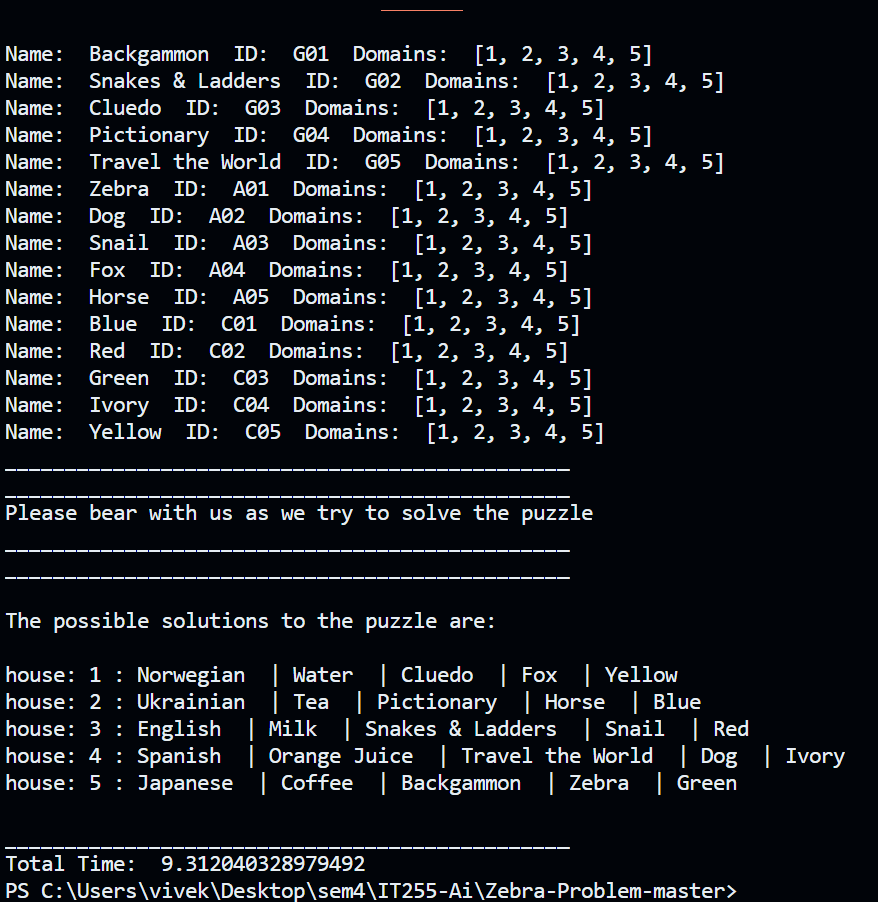 Name:  Backgammon  ID:  G01  Domains:  [1, 2, 3, 4, 5]
Name:  Snakes & Ladders  ID:  G02  Domains:  [1, 2, 3, 4, 5]
Name:  Cluedo  ID:  G03  Domains:  [1, 2, 3, 4, 5]
Name:  Pictionary  ID:  G04  Domains:  [1, 2, 3, 4, 5]
Name:  Travel the World  ID:  G05  Domains:  [1, 2, 3, 4, 5]
Name:  Zebra  ID:  A01  Domains:  [1, 2, 3, 4, 5]
Name:  Dog  ID:  A02  Domains:  [1, 2, 3, 4, 5]
Name:  Snail  ID:  A03  Domains:  [1, 2, 3, 4, 5]
Name:  Fox  ID:  A04  Domains:  [1, 2, 3, 4, 5]
Name:  Horse  ID:  A05  Domains:  [1, 2, 3, 4, 5]
Name:  Blue  ID:  C01  Domains:  [1, 2, 3, 4, 5]
Name:  Red  ID:  C02  Domains:  [1, 2, 3, 4, 5]
Name:  Green  ID:  C03  Domains:  [1, 2, 3, 4, 5]
Name:  Ivory  ID:  C04  Domains:  [1, 2, 3, 4, 5]
Name:  Yellow  ID:  C05  Domains:  [1, 2, 3, 4, 5]
_______________________________________________
_______________________________________________
Please bear with us as we try to solve the puzzle
_______________________________________________
_______________________________________________
The possible solutions to the puzzle are:
house: 1 : Norwegian  | Water  | Cluedo  | Fox  | Yellow
house: 2 : Ukrainian  | Tea  | Pictionary  | Horse  | Blue
house: 3 : English  | Milk  | Snakes & Ladders  | Snail  | Red
house: 4 : Spanish  | Orange Juice  | Travel the World  | Dog  | Ivory
house: 5 : Japanese  | Coffee  | Backgammon  | Zebra  | Green
_______________________________________________
Total Time:  9.312040328979492
PS C:\Users\vivek\Desktop\sem4\IT255-Ai\Zebra-Problem-master>